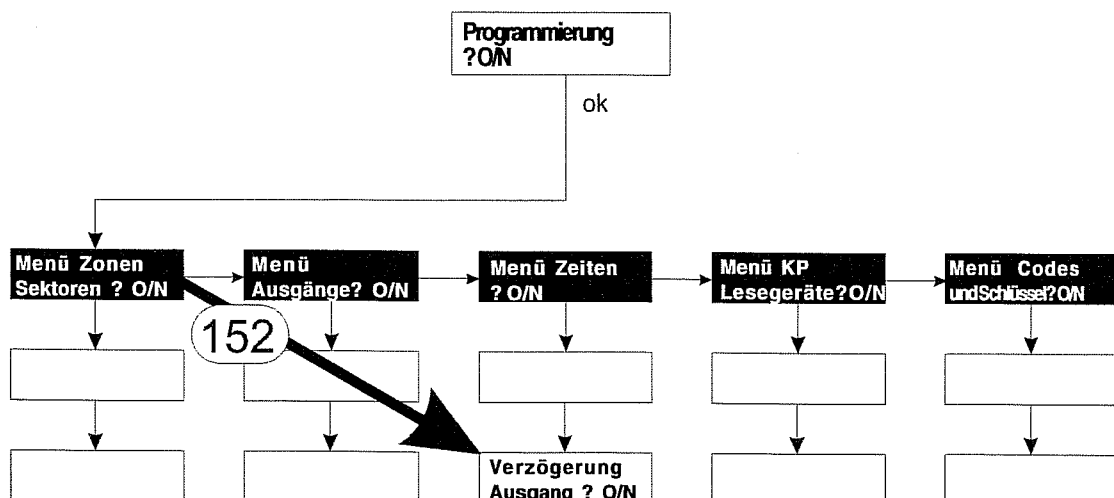 Programmierung
?O/N
ok
Menü Zonen
Sektoren ? O/N
Menü
Ausgänge? O/N
Menü Zeiten
? O/N
Menü KP
Lesegeräte?O/N
Menü Codes
undSchlüssel?O/N
152
Verzögerung
Ausgang ? O/N